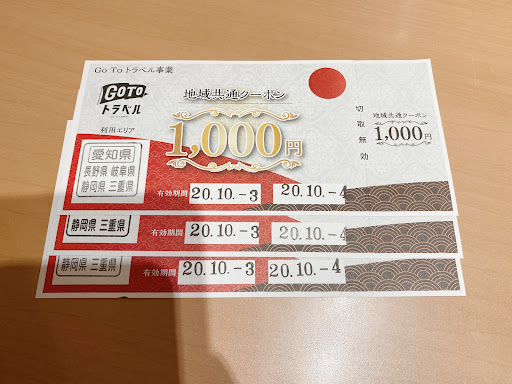 Go To トラベル事業
GOTO
トラベル
地域共通クーポン
利用エリア
1,000円
愛知県
長野県 岐阜県
静岡県 三重県
有効期間 20.10.-3 20.10.-4
切取無効
地域共通クーポン
1,000円
静岡県 三重県
有効期間 20.10.-3 20.10.-4
静岡県 三重県
有効期間 20.10.-3 20.10.-4